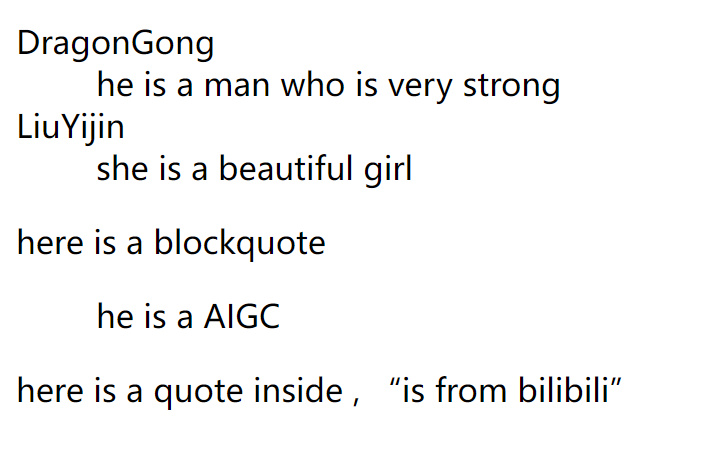 DragonGong
he is a man who is very strong
LiuYijin
she is a beautiful girl
here is a blockquote
he is a AIGC
here is a quote inside， “is from bilibili”